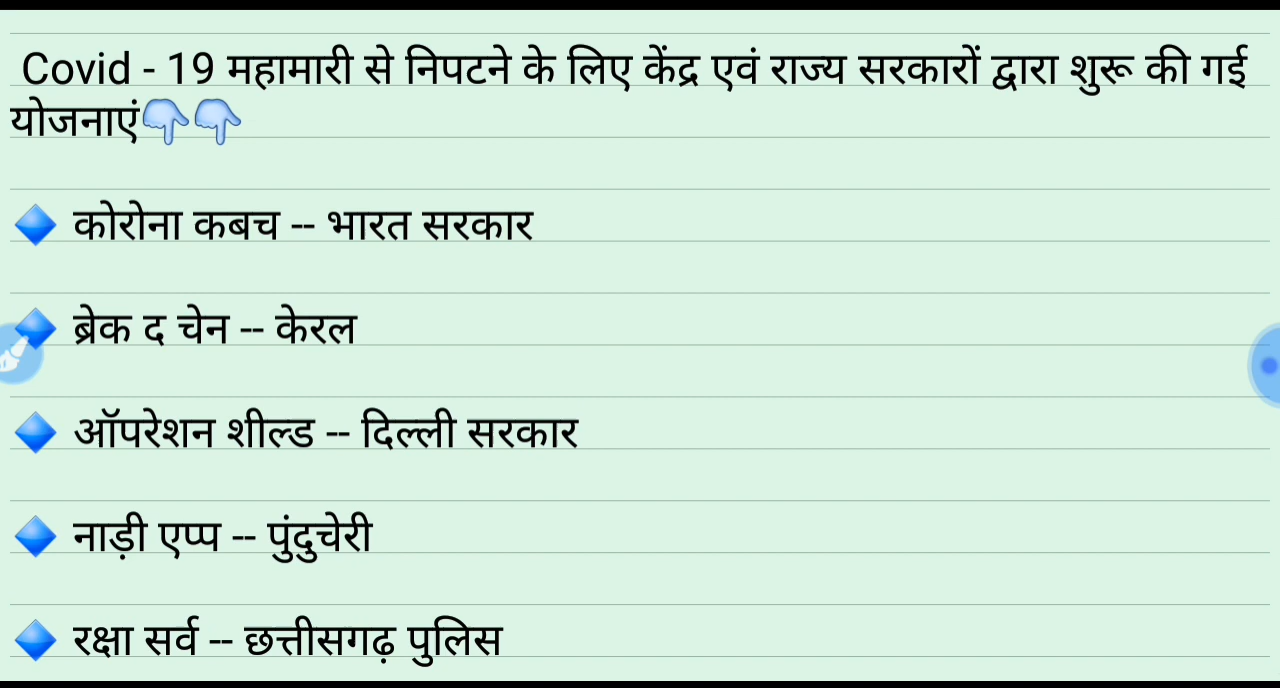 Covid - 19 महामारी से निपटने के लिए केंद्र एवं राज्य सरकारों द्वारा शुरू की गई
योजनाएं👇👇
🔷 कोरोना कबच -- भारत सरकार
🔷 ब्रेक द चेन -- केरल
🔷 ऑपरेशन शील्ड -- दिल्ली सरकार
🔷 नाड़ी एप्प -- पुंदुचेरी
🔷 रक्षा सर्व -- छत्तीसगढ़ पुलिस